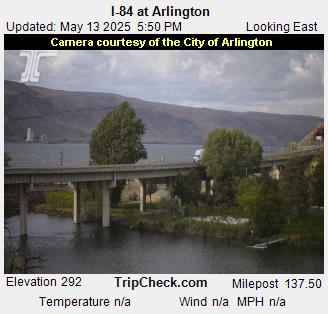 I-84 at Arlington
Updated: May 13 2025 5:50 PM Looking East
Camera courtesy of the City of Arlington
Elevation 292 TripCheck.com Milepost 137.50
Temperature n/a Wind n/a MPH n/a